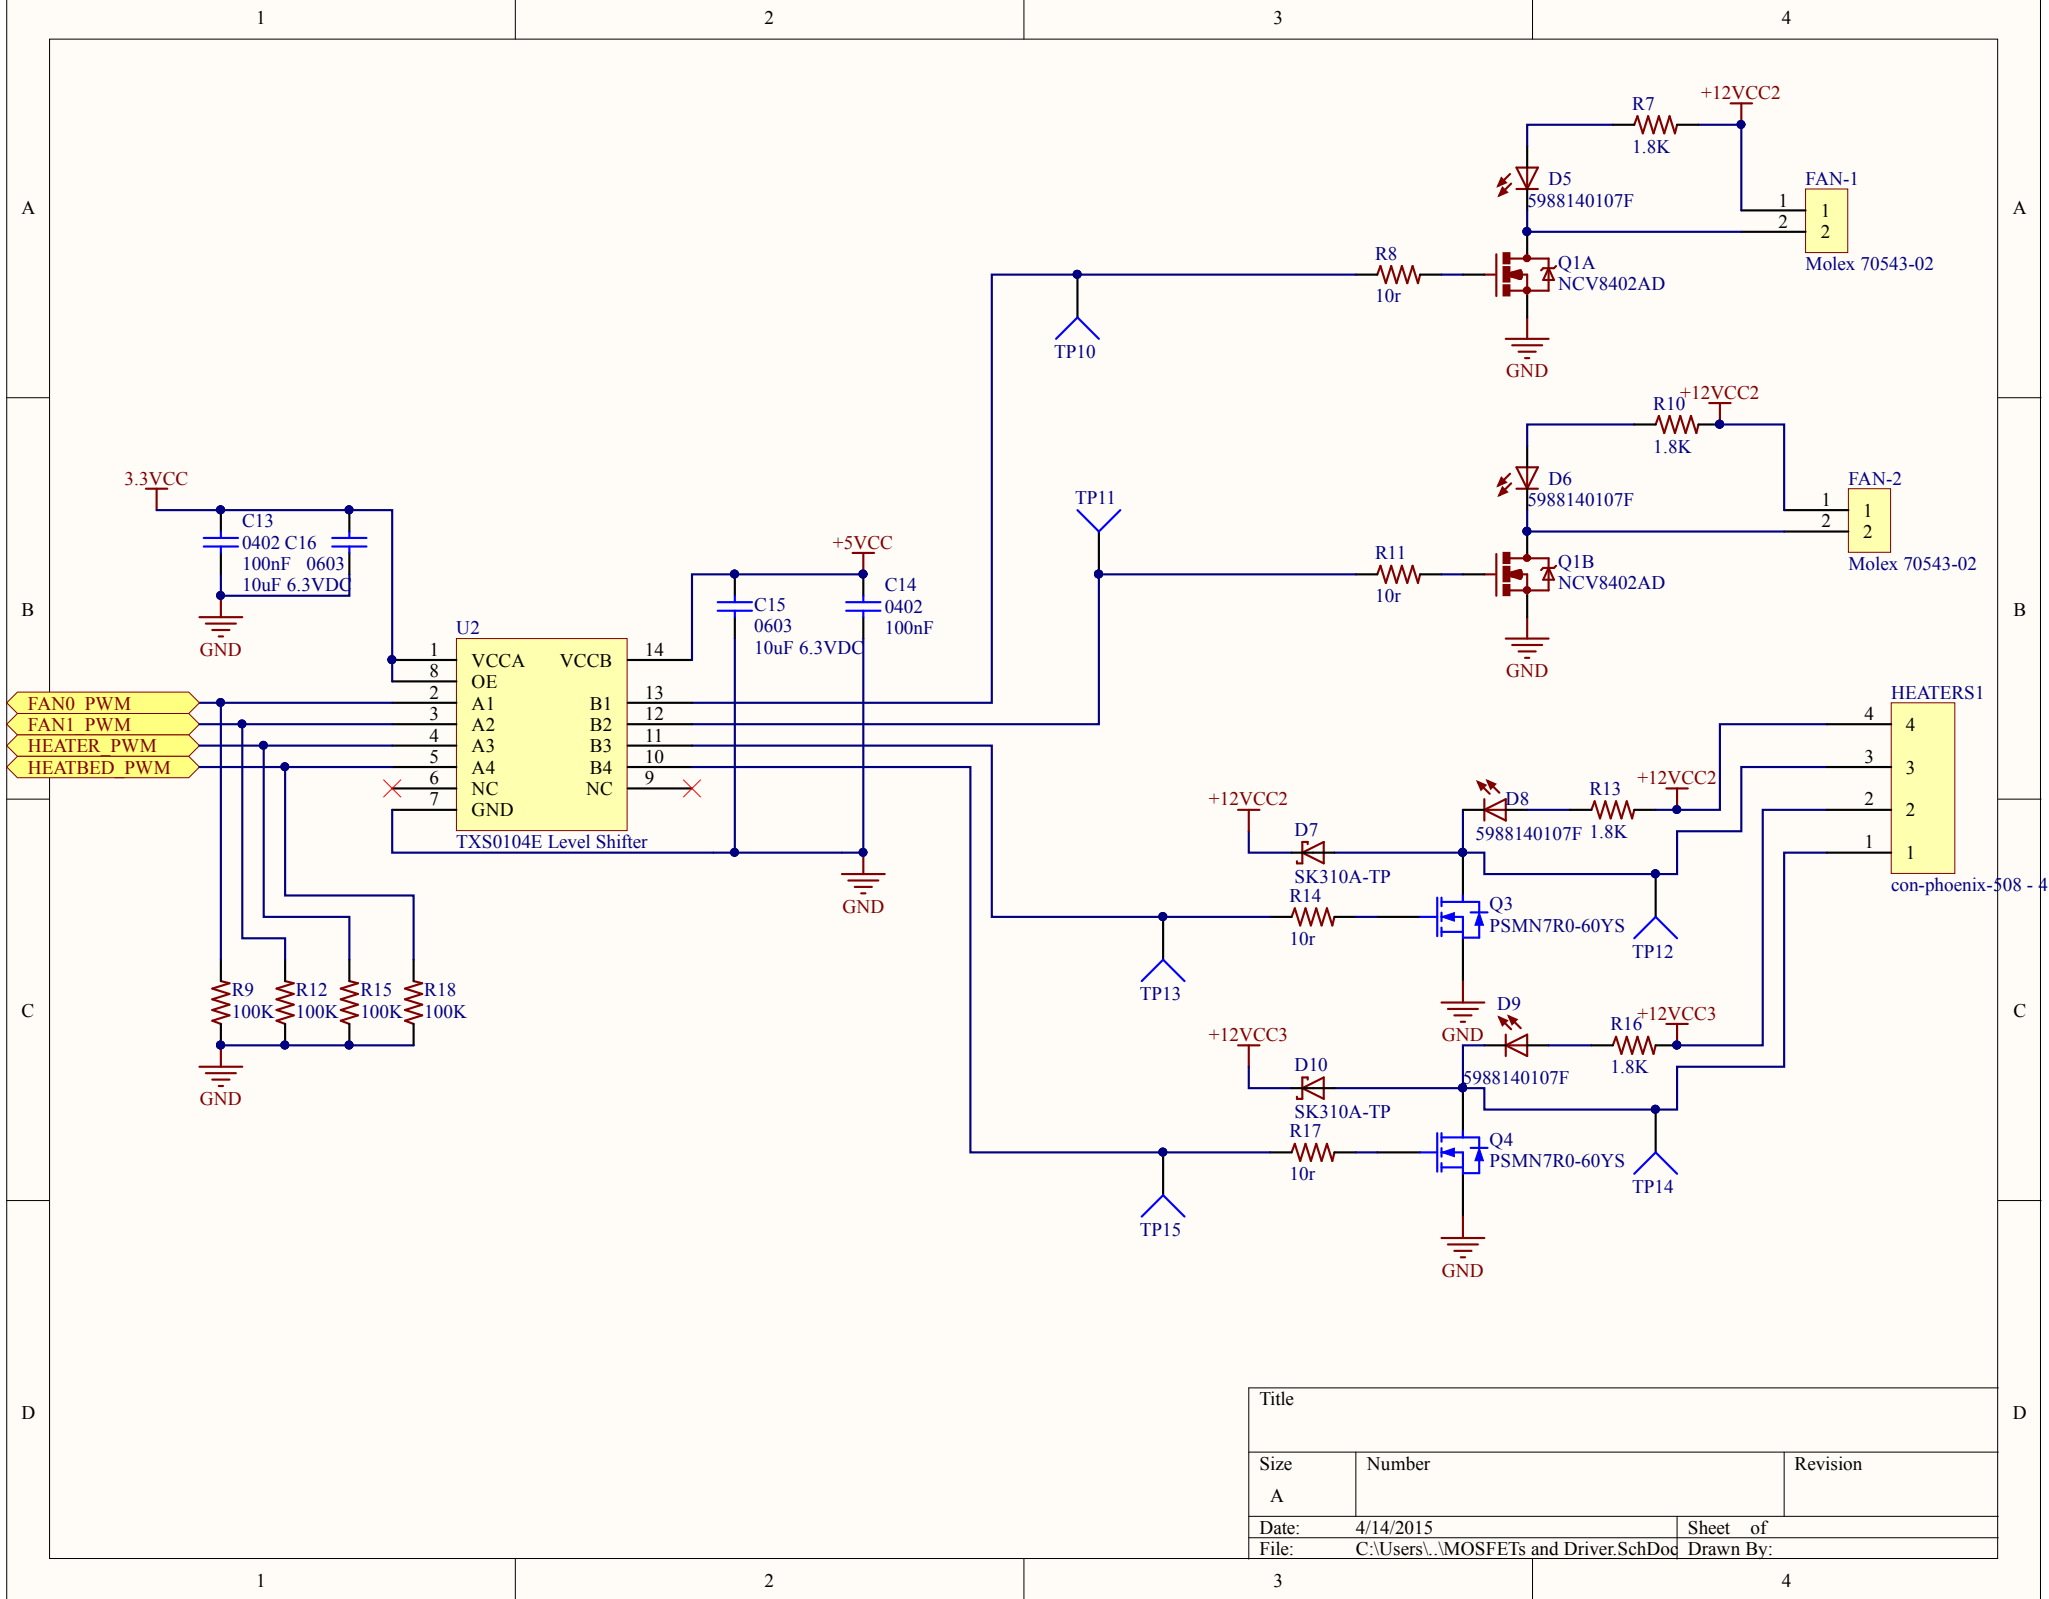 1 2 3 4
A A
B B
C C
D D
R7
1.8K
+12VCC2
D5
5988140107F
FAN-1
1 1
2 2
Molex 70543-02
R8
10r
Q1A
NCV8402AD
GND
TP10
R10
1.8K
+12VCC2
D6
5988140107F
FAN-2
1 1
2 2
Molex 70543-02
TP11
R11
10r
Q1B
NCV8402AD
GND
3.3VCC
C13
0402 C16
100nF 0603
10uF 6.3VDC
GND
+5VCC
C15
0603
10uF 6.3VDC
C14
0402
100nF
U2
1 VCCA VCCB 14
8 OE
2 A1 B1 13
3 A2 B2 12
4 A3 B3 11
5 A4 B4 10
6 NC NC 9
7 GND
TXS0104E Level Shifter
GND
FAN0_PWM
FAN1_PWM
HEATER_PWM
HEATBED_PWM
R9
100K
R12
100K
R15
100K
R18
100K
GND
HEATERS1
4 4
3 3
2 2
1 1
con-phoenix-508 - 4
+12VCC2
D7
SK310A-TP
D8
5988140107F
R13
1.8K
+12VCC2
R14
10r
Q3
PSMN7R0-60YS
TP12
TP13
GND
+12VCC3
D10
SK310A-TP
D9
5988140107F
R16
1.8K
+12VCC3
R17
10r
Q4
PSMN7R0-60YS
TP14
TP15
GND
Title
Size
A
Number
Revision
Date: 4/14/2015 Sheet of
File: C:\Users\..\MOSFETs and Driver.SchDoc Drawn By:
1 2 3 4